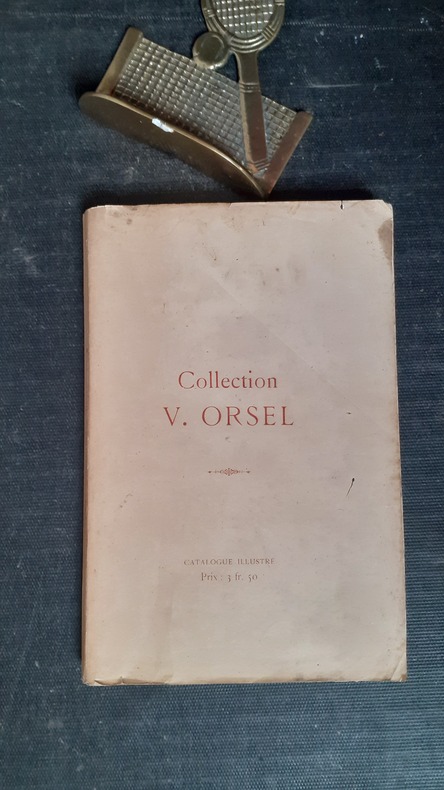 Collection
V. ORSEL
CATALOGUE ILLUSTRÉ
Prix : 3 fr. 50